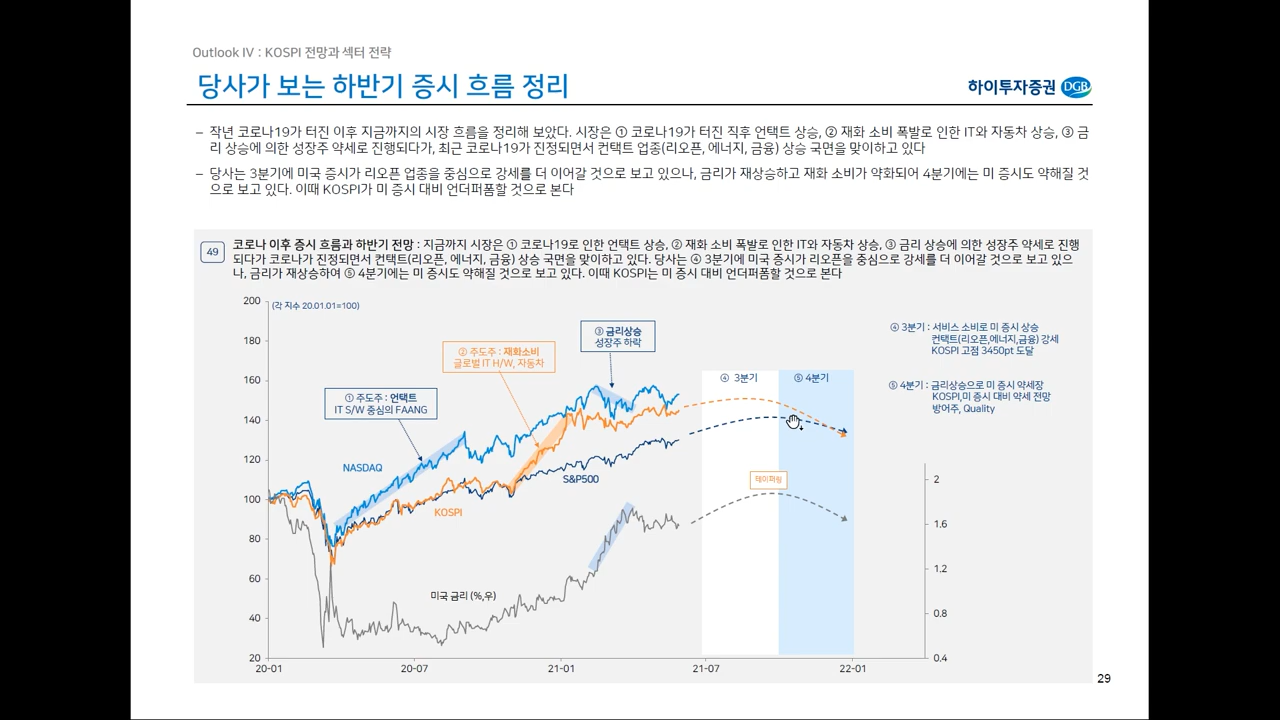 Outlook IV : KOSPI 전망과 섹터 전략
당사가 보는 하반기 증시 흐름 정리
하이투자증권 DGB
– 작년 코로나19가 터진 이후 지금까지의 시장 흐름을 정리해 보았다. 시장은 ① 코로나19가 터진 직후 언택트 상승, ② 재화 소비 폭발로 인한 IT와 자동차 상승, ③ 금
리 상승에 의한 성장주 약세로 진행되다가, 최근 코로나19가 진정되면서 컨택트 업종(리오픈, 에너지, 금융) 상승 국면을 맞이하고 있다
– 당사는 3분기에 미국 증시가 리오픈 업종을 중심으로 강세를 더 이어갈 것으로 보고 있으나, 금리가 재상승하고 재화 소비가 약화되어 4분기에는 미 증시도 약해질 것
으로 보고 있다. 이때 KOSPI가 미 증시 대비 언더퍼폼할 것으로 본다
49
코로나 이후 증시 흐름과 하반기 전망 : 지금까지 시장은 ① 코로나19로 인한 언택트 상승, ② 재화 소비 폭발로 인한 IT와 자동차 상승, ③ 금리 상승에 의한 성장주 약세로 진행
되다가 코로나가 진정되면서 컨택트(리오픈, 에너지, 금융) 상승 국면을 맞이하고 있다. 당사는 ④ 3분기에 미국 증시가 리오픈을 중심으로 강세를 더 이어갈 것으로 보고 있으
나, 금리가 재상승하여 ⑤ 4분기에는 미 증시도 약해질 것으로 보고 있다. 이때 KOSPI는 미 증시 대비 언더퍼폼할 것으로 본다
(각 지수 20.01.01=100)
200
180
160
140
120
100
80
60
40
20
① 주도주 : 언택트
IT S/W 중심의 FAANG
② 주도주 : 재화소비
글로벌 IT H/W, 자동차
③ 금리상승
성장주 하락
④ 3분기
⑤ 4분기
NASDAQ
S&P500
KOSPI
미국 금리 (%,우)
테이퍼링
④ 3분기 : 서비스 소비로 미 증시 상승
컨택트(리오픈,에너지,금융) 강세
KOSPI 고점 3450pt 도달
⑤ 4분기 : 금리상승으로 미 증시 약세장
KOSPI,미 증시 대비 약세 전망
방어주, Quality
2
1.6
1.2
0.8
0.4
20-01
20-07
21-01
21-07
22-01
29